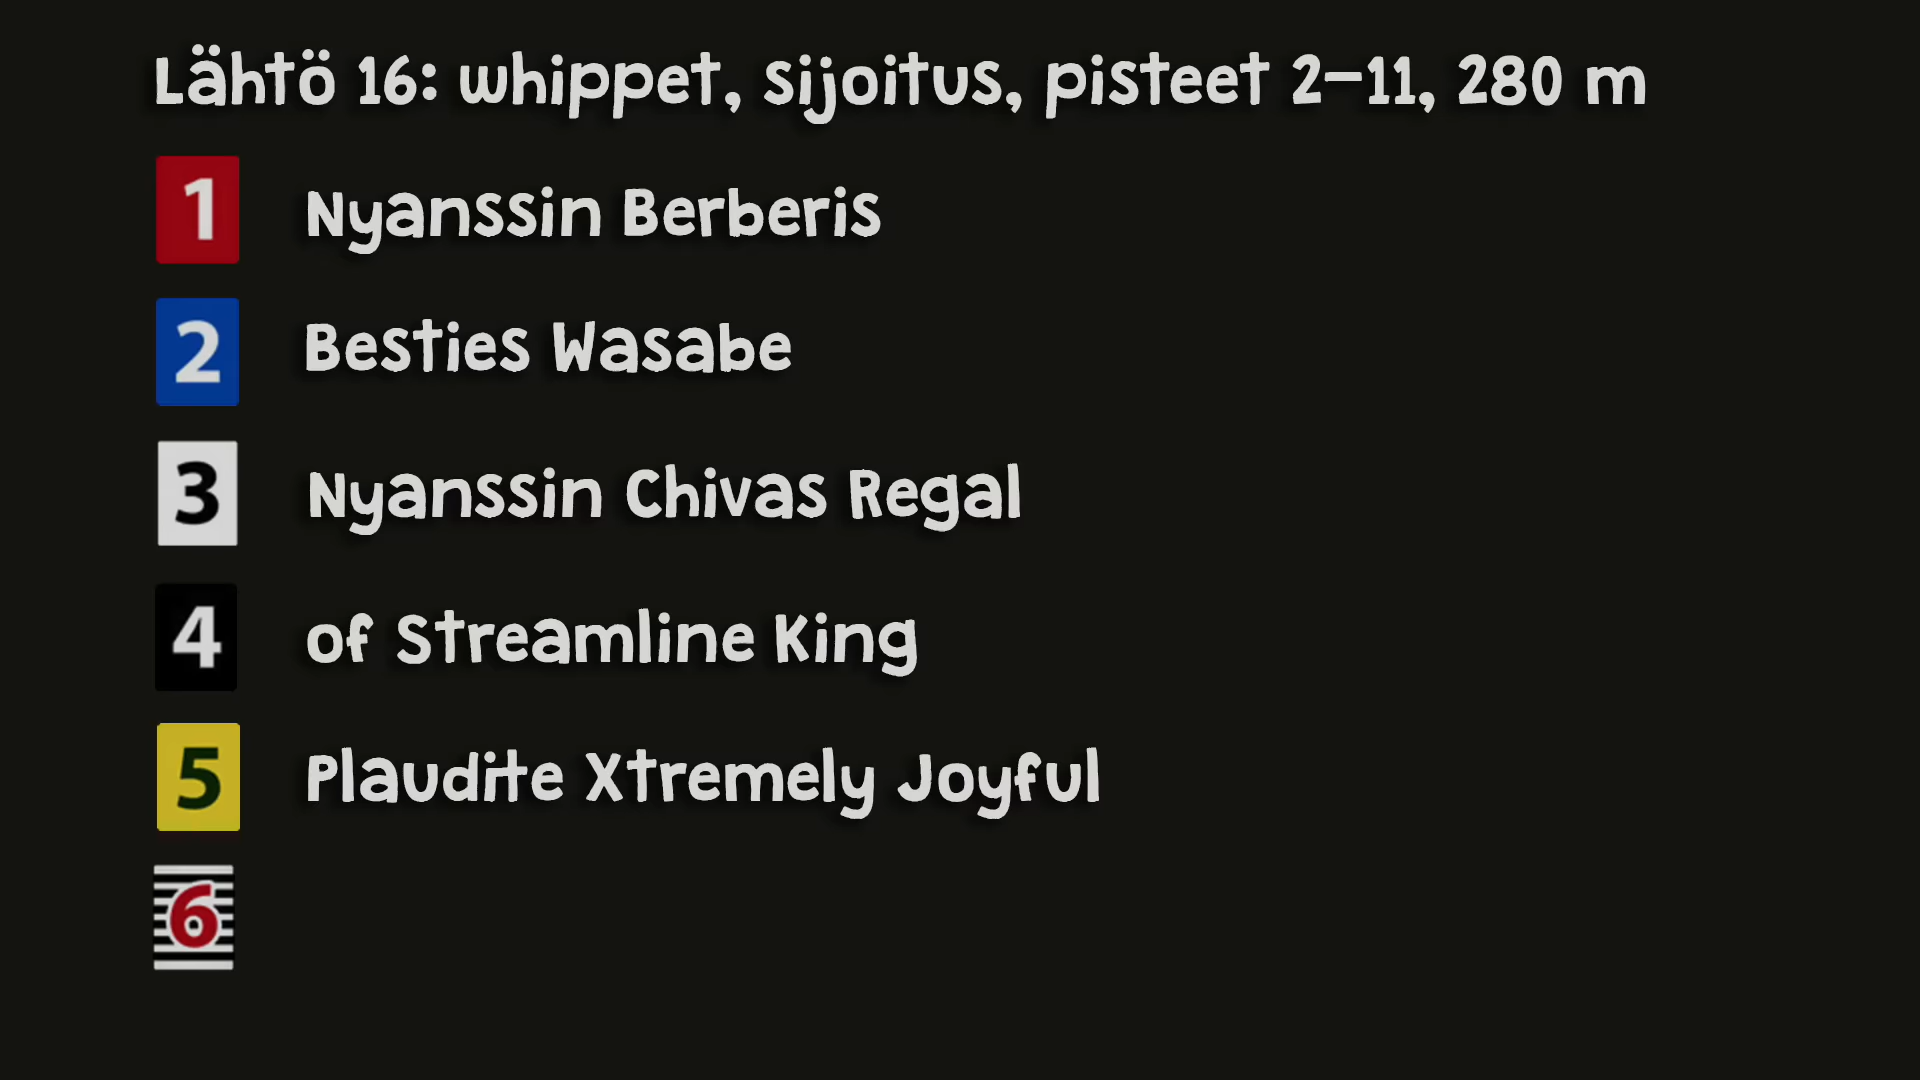 Lähtö 16: whippet, sijoitus, pisteet 2–11, 280 m
1 Nyanssin Berberis
2 Besties Wasabe
3 Nyanssin Chivas Regal
4 of Streamline King
5 Plaudite Xtremely Joyful
6